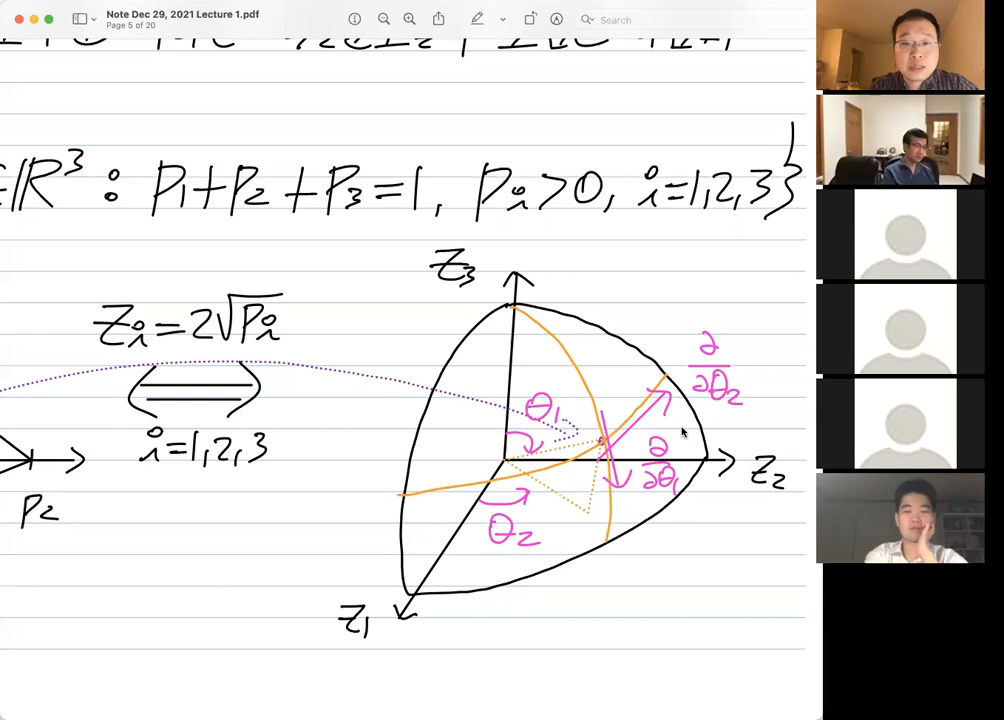 Note Dec 29, 2021 Lecture 1.pdf
Page 5 of 20
Search
ℝ³ : p₁+p₂+p₃=1, pᵢ>0, i=1,2,3}
Z₃
Zᵢ=2√pᵢ
⟺
i=1,2,3
∂/∂θ₂
θ₁
∂/∂θ₁
Z₂
p₂
θ₂
Z₁